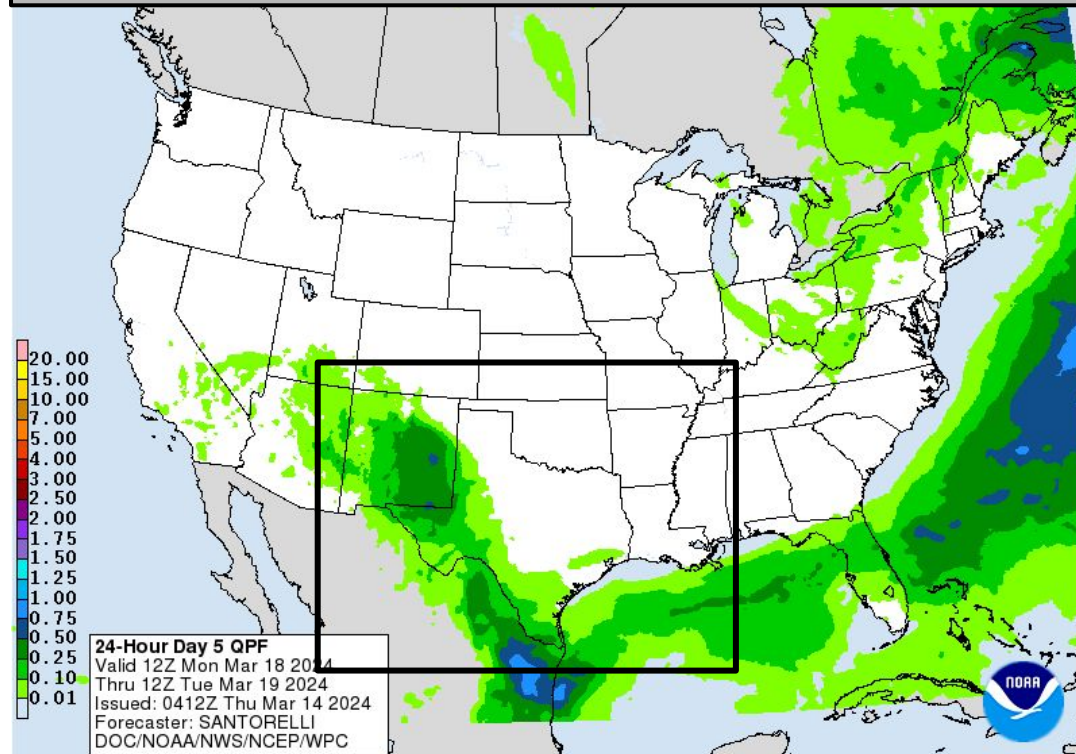 20.00
15.00
10.00
7.00
5.00
4.00
3.00
2.50
2.00
1.75
1.50
1.25
1.00
0.75
0.50
0.25
0.10
0.01
24-Hour Day 5 QPF
Valid 12Z Mon Mar 18 2024
Thru 12Z Tue Mar 19 2024
Issued: 0412Z Thu Mar 14 2024
Forecaster: SANTORELLI
DOC/NOAA/NWS/NCEP/WPC
NOAA